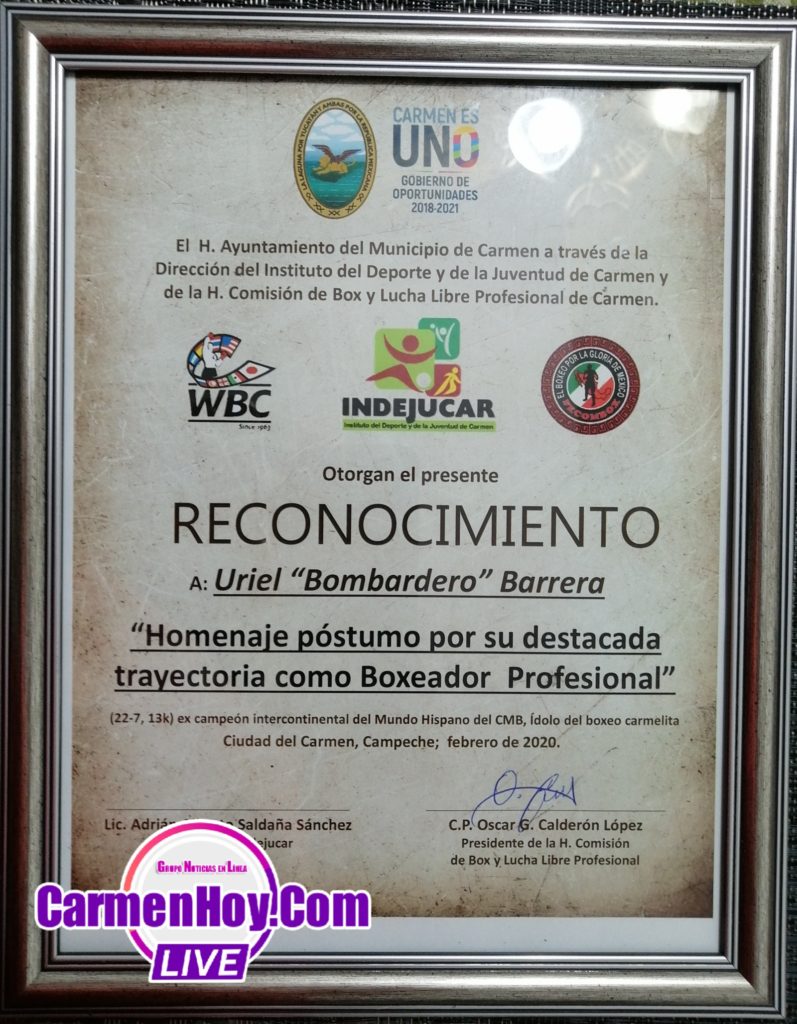 LA LAGUNA POR YUCATÁN Y AMBAS POR LA REPÚBLICA MEXICANA
CARMEN ES
UNO
GOBIERNO DE
OPORTUNIDADES
2018-2021
El H. Ayuntamiento del Municipio de Carmen a través de la
Dirección del Instituto del Deporte y de la Juventud de Carmen y
de la H. Comisión de Box y Lucha Libre Profesional de Carmen.
WBC
Since 1963
INDEJUCAR
Instituto del Deporte y de la Juventud de Carmen
EL BOXEO POR LA GLORIA DE MEXICO
FECOMBOX
Otorgan el presente
RECONOCIMIENTO
A: Uriel “Bombardero” Barrera
“Homenaje póstumo por su destacada
trayectoria como Boxeador Profesional”
(22-7, 13k) ex campeón intercontinental del Mundo Hispano del CMB, Ídolo del boxeo carmelita
Ciudad del Carmen, Campeche; febrero de 2020.
Lic. Adrián Saldaña Sánchez
C.P. Oscar G. Calderón López
Presidente de la H. Comisión
de Box y Lucha Libre Profesional
GRUPO NOTICIAS EN LÍNEA
CarmenHoy.Com
LIVE